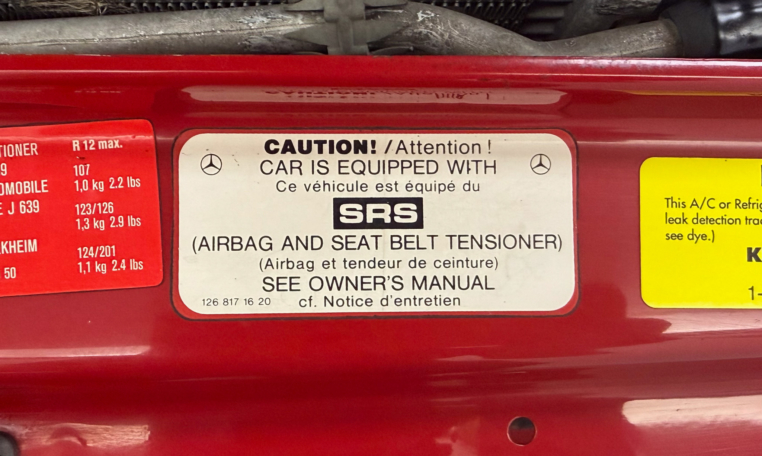 TIONER R 12 max.
9 107
OMOBILE 1,0 kg 2.2 lbs
E J 639 123/126
1,3 kg 2.9 lbs
KHEIM 124/201
50 1,1 kg 2.4 lbs
CAUTION! / Attention !
CAR IS EQUIPPED WITH
Ce véhicule est équipé du
SRS
(AIRBAG AND SEAT BELT TENSIONER)
(Airbag et tendeur de ceinture)
SEE OWNER'S MANUAL
126 817 16 20 cf. Notice d'entretien
This A/C or Refrig
leak detection tra
see dye.)
K
1-